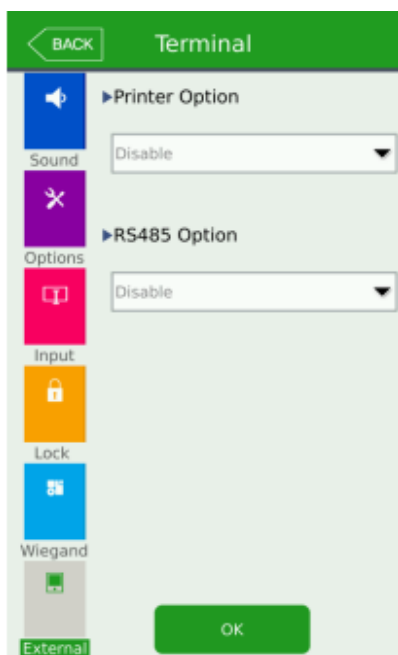 BACK
Terminal
Sound
▶Printer Option
Disable
Options
▶RS485 Option
Disable
Input
Lock
Wiegand
External
OK